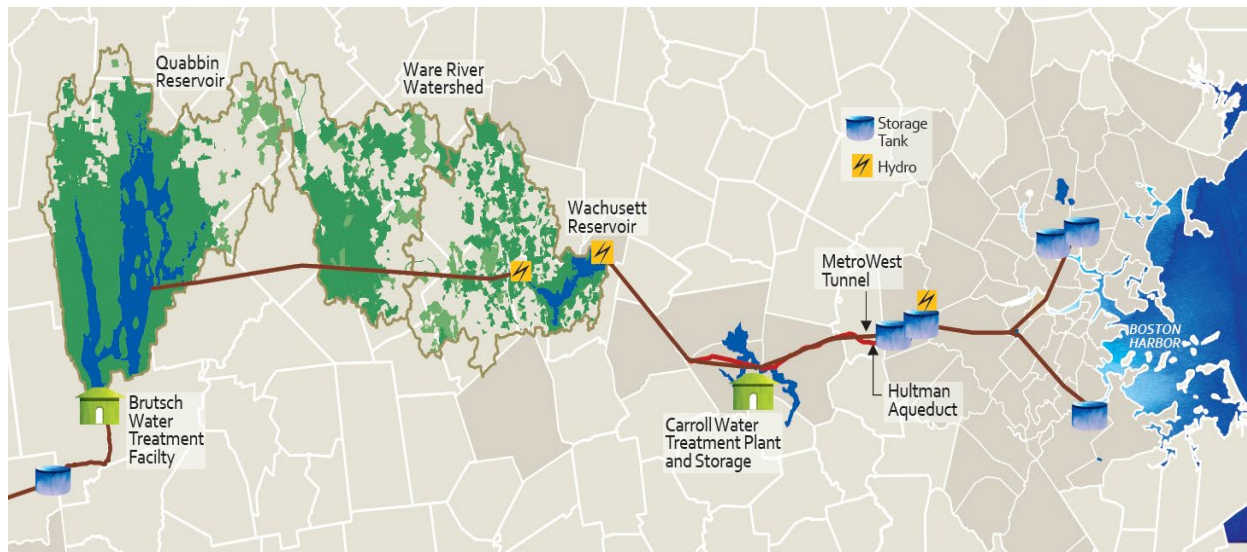 Quabbin
Reservoir
Ware River
Watershed
Storage
Tank
Hydro
Wachusett
Reservoir
MetroWest
Tunnel
BOSTON
HARBOR
Hultman
Aqueduct
Brutsch
Water
Treatment
Facilty
Carroll Water
Treatment Plant
and Storage